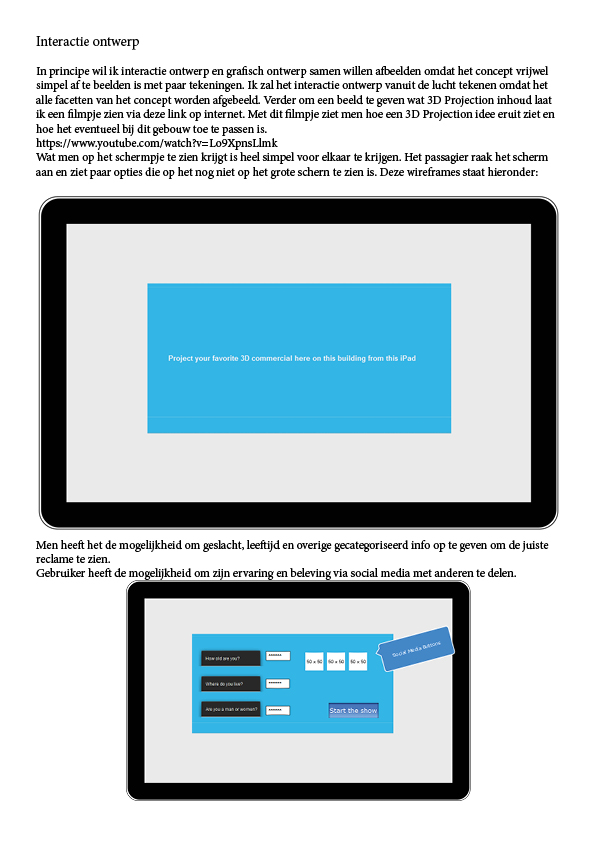 Interactie ontwerp
In principe wil ik interactie ontwerp en grafisch ontwerp samen willen afbeelden omdat het concept vrijwel
simpel af te beelden is met paar tekeningen. Ik zal het interactie ontwerp vanuit de lucht tekenen omdat het
alle facetten van het concept worden afgebeeld. Verder om een beeld te geven wat 3D Projection inhoud laat
ik een filmpje zien via deze link op internet. Met dit filmpje ziet men hoe een 3D Projection idee eruit ziet en
hoe het eventueel bij dit gebouw toe te passen is.
https://www.youtube.com/watch?v=Lo9XpnsLlmk
Wat men op het schermpje te zien krijgt is heel simpel voor elkaar te krijgen. Het passagier raak het scherm
aan en ziet paar opties die op het nog niet op het grote schern te zien is. Deze wireframes staat hieronder:
Project your favorite 3D commercial here on this building from this iPad
Men heeft het de mogelijkheid om geslacht, leeftijd en overige gecategoriseerd info op te geven om de juiste
reclame te zien.
Gebruiker heeft de mogelijkheid om zijn ervaring en beleving via social media met anderen te delen.
Social Media Buttons
How old are you? ******
50 x 50 50 x 50 50 x 50
Where do you live? ******
Are you a man or women? ******
Start the show